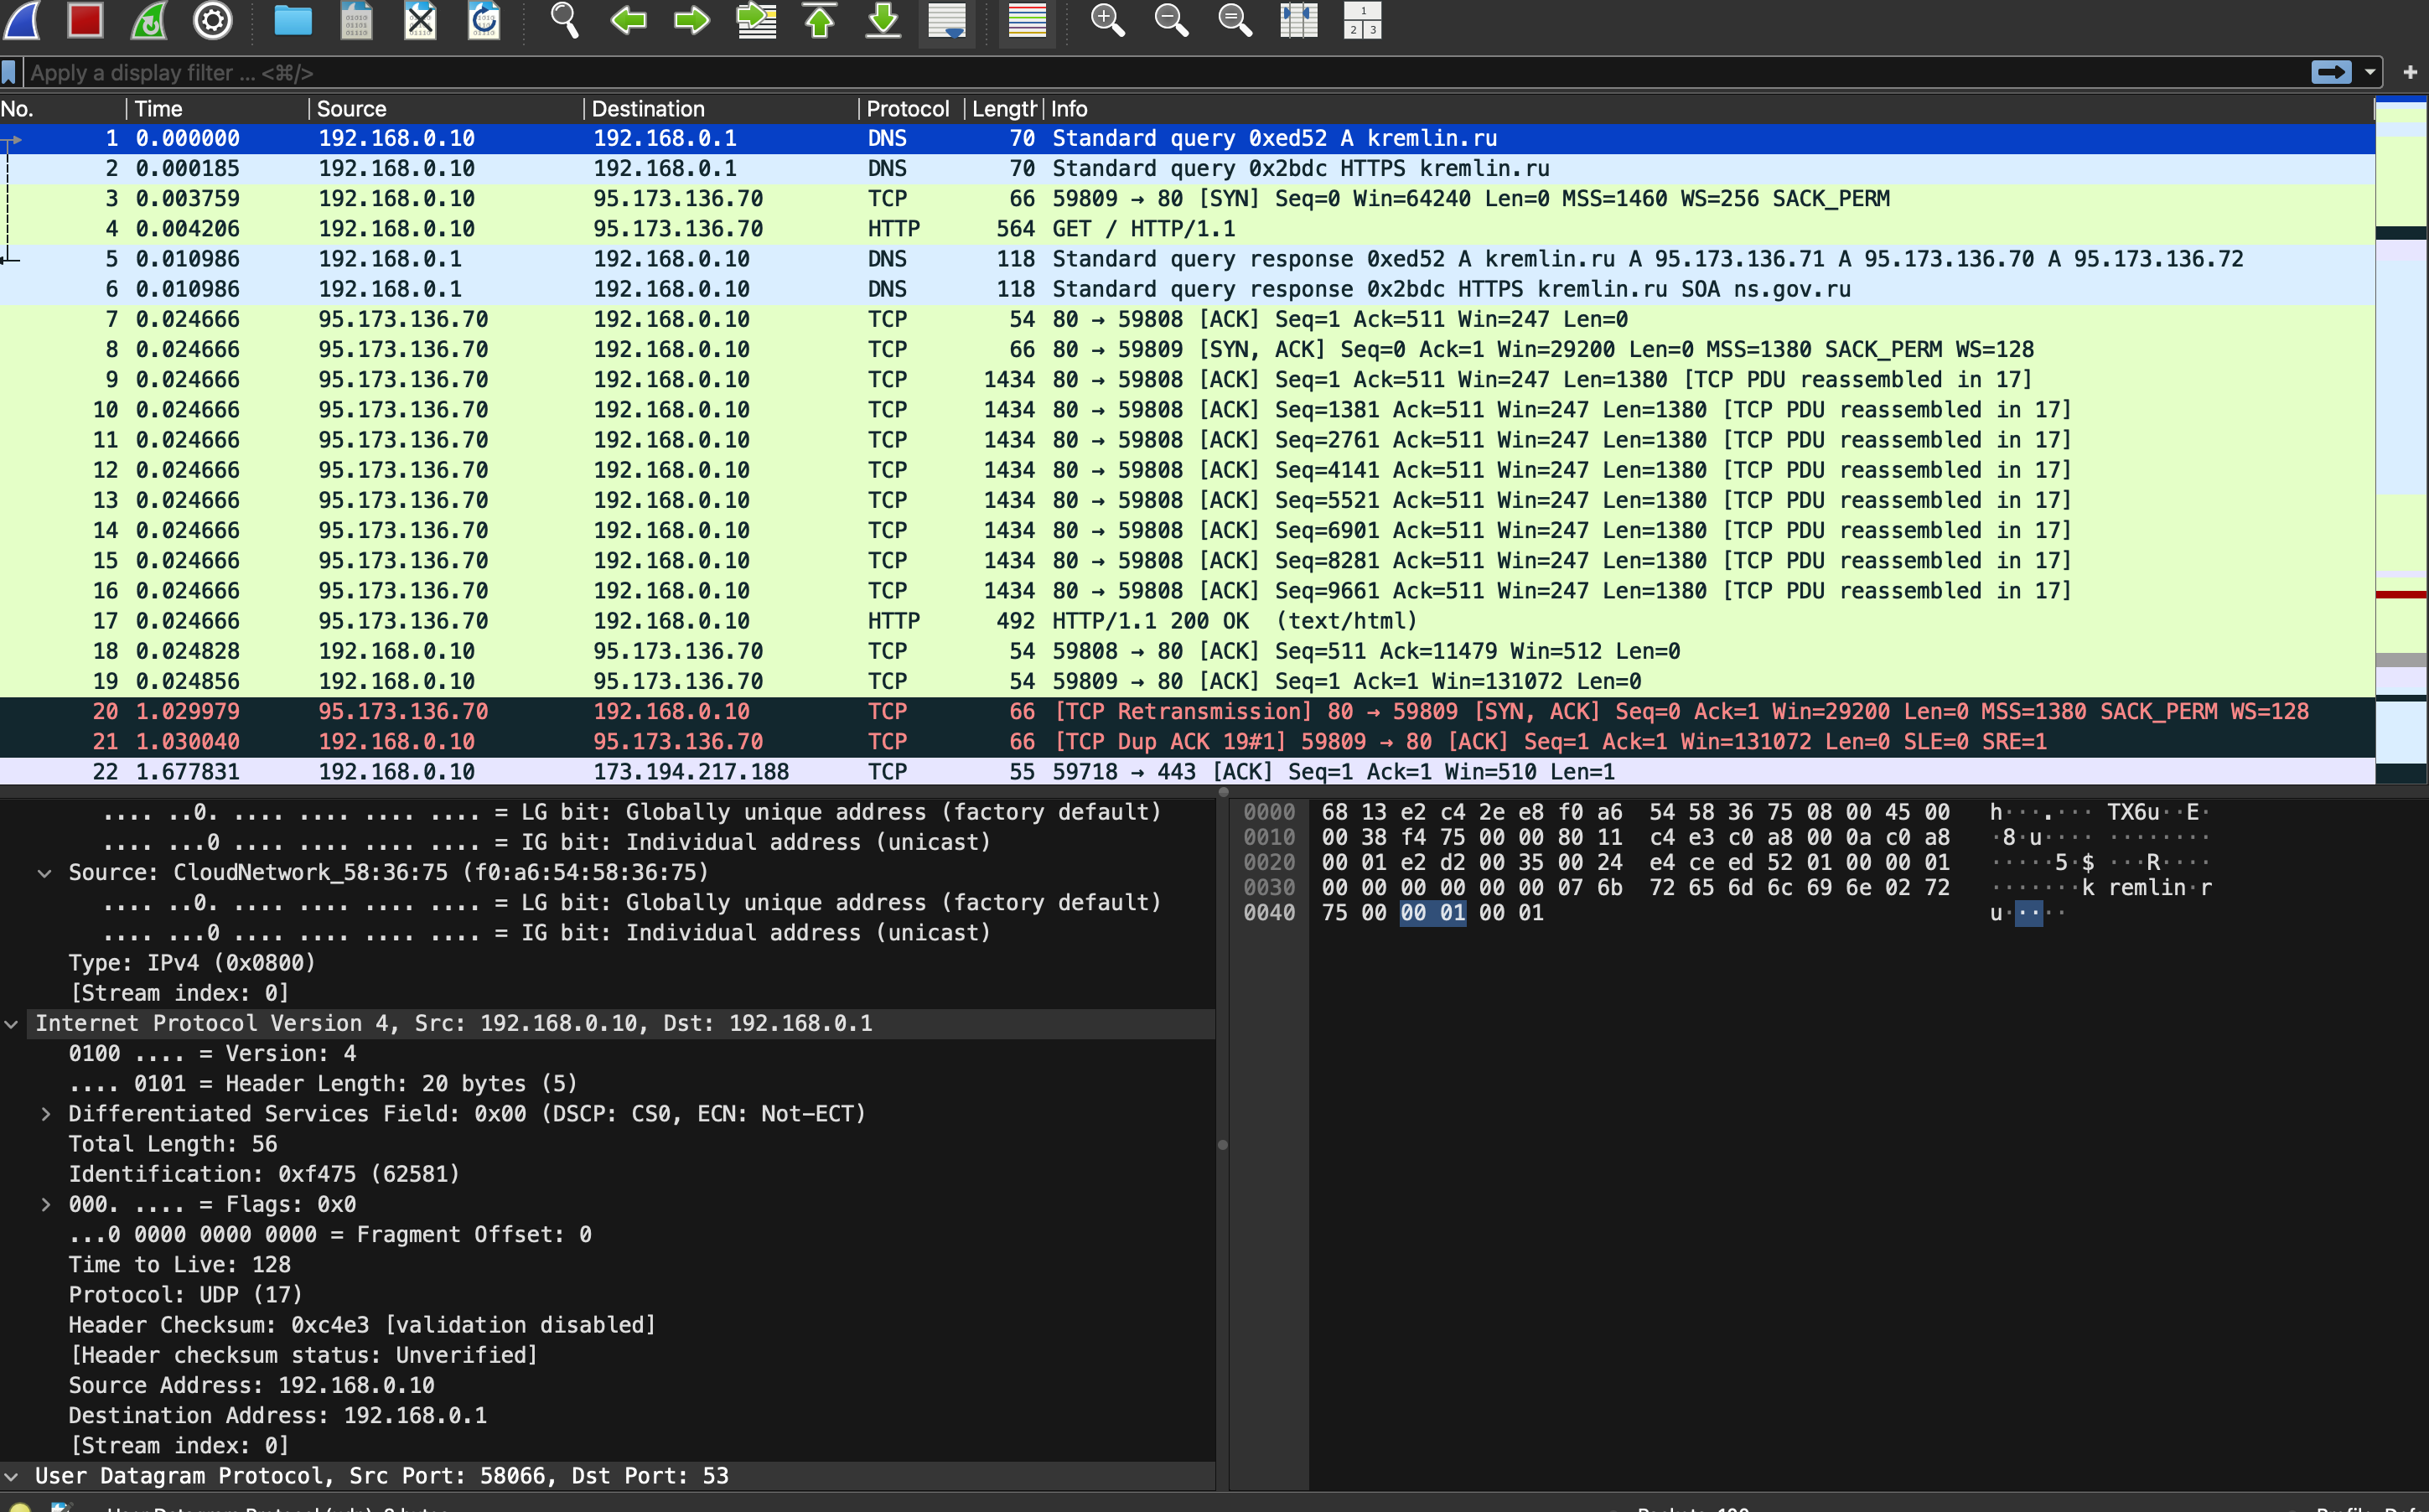 Apply a display filter … <⌘/>
No. Time Source Destination Protocol Length Info
1 0.000000 192.168.0.10 192.168.0.1 DNS 70 Standard query 0xed52 A kremlin.ru
2 0.000185 192.168.0.10 192.168.0.1 DNS 70 Standard query 0x2bdc HTTPS kremlin.ru
3 0.003759 192.168.0.10 95.173.136.70 TCP 66 59809 → 80 [SYN] Seq=0 Win=64240 Len=0 MSS=1460 WS=256 SACK_PERM
4 0.004206 192.168.0.10 95.173.136.70 HTTP 564 GET / HTTP/1.1
5 0.010986 192.168.0.1 192.168.0.10 DNS 118 Standard query response 0xed52 A kremlin.ru A 95.173.136.71 A 95.173.136.70 A 95.173.136.72
6 0.010986 192.168.0.1 192.168.0.10 DNS 118 Standard query response 0x2bdc HTTPS kremlin.ru SOA ns.gov.ru
7 0.024666 95.173.136.70 192.168.0.10 TCP 54 80 → 59808 [ACK] Seq=1 Ack=511 Win=247 Len=0
8 0.024666 95.173.136.70 192.168.0.10 TCP 66 80 → 59809 [SYN, ACK] Seq=0 Ack=1 Win=29200 Len=0 MSS=1380 SACK_PERM WS=128
9 0.024666 95.173.136.70 192.168.0.10 TCP 1434 80 → 59808 [ACK] Seq=1 Ack=511 Win=247 Len=1380 [TCP PDU reassembled in 17]
10 0.024666 95.173.136.70 192.168.0.10 TCP 1434 80 → 59808 [ACK] Seq=1381 Ack=511 Win=247 Len=1380 [TCP PDU reassembled in 17]
11 0.024666 95.173.136.70 192.168.0.10 TCP 1434 80 → 59808 [ACK] Seq=2761 Ack=511 Win=247 Len=1380 [TCP PDU reassembled in 17]
12 0.024666 95.173.136.70 192.168.0.10 TCP 1434 80 → 59808 [ACK] Seq=4141 Ack=511 Win=247 Len=1380 [TCP PDU reassembled in 17]
13 0.024666 95.173.136.70 192.168.0.10 TCP 1434 80 → 59808 [ACK] Seq=5521 Ack=511 Win=247 Len=1380 [TCP PDU reassembled in 17]
14 0.024666 95.173.136.70 192.168.0.10 TCP 1434 80 → 59808 [ACK] Seq=6901 Ack=511 Win=247 Len=1380 [TCP PDU reassembled in 17]
15 0.024666 95.173.136.70 192.168.0.10 TCP 1434 80 → 59808 [ACK] Seq=8281 Ack=511 Win=247 Len=1380 [TCP PDU reassembled in 17]
16 0.024666 95.173.136.70 192.168.0.10 TCP 1434 80 → 59808 [ACK] Seq=9661 Ack=511 Win=247 Len=1380 [TCP PDU reassembled in 17]
17 0.024666 95.173.136.70 192.168.0.10 HTTP 492 HTTP/1.1 200 OK  (text/html)
18 0.024828 192.168.0.10 95.173.136.70 TCP 54 59808 → 80 [ACK] Seq=511 Ack=11479 Win=512 Len=0
19 0.024856 192.168.0.10 95.173.136.70 TCP 54 59809 → 80 [ACK] Seq=1 Ack=1 Win=131072 Len=0
20 1.029979 95.173.136.70 192.168.0.10 TCP 66 [TCP Retransmission] 80 → 59809 [SYN, ACK] Seq=0 Ack=1 Win=29200 Len=0 MSS=1380 SACK_PERM WS=128
21 1.030040 192.168.0.10 95.173.136.70 TCP 66 [TCP Dup ACK 19#1] 59809 → 80 [ACK] Seq=1 Ack=1 Win=131072 Len=0 SLE=0 SRE=1
22 1.677831 192.168.0.10 173.194.217.188 TCP 55 59718 → 443 [ACK] Seq=1 Ack=1 Win=510 Len=1
.... ..0. .... .... .... .... = LG bit: Globally unique address (factory default)
.... ...0 .... .... .... .... = IG bit: Individual address (unicast)
Source: CloudNetwork_58:36:75 (f0:a6:54:58:36:75)
.... ..0. .... .... .... .... = LG bit: Globally unique address (factory default)
.... ...0 .... .... .... .... = IG bit: Individual address (unicast)
Type: IPv4 (0x0800)
[Stream index: 0]
Internet Protocol Version 4, Src: 192.168.0.10, Dst: 192.168.0.1
0100 .... = Version: 4
.... 0101 = Header Length: 20 bytes (5)
Differentiated Services Field: 0x00 (DSCP: CS0, ECN: Not-ECT)
Total Length: 56
Identification: 0xf475 (62581)
000. .... = Flags: 0x0
...0 0000 0000 0000 = Fragment Offset: 0
Time to Live: 128
Protocol: UDP (17)
Header Checksum: 0xc4e3 [validation disabled]
[Header checksum status: Unverified]
Source Address: 192.168.0.10
Destination Address: 192.168.0.1
[Stream index: 0]
User Datagram Protocol, Src Port: 58066, Dst Port: 53
0000 68 13 e2 c4 2e e8 f0 a6 54 58 36 75 08 00 45 00 h···.··· TX6u··E·
0010 00 38 f4 75 00 00 80 11 c4 e3 c0 a8 00 0a c0 a8 ·8·u···· ········
0020 00 01 e2 d2 00 35 00 24 e4 ce ed 52 01 00 00 01 ·····5·$ ···R····
0030 00 00 00 00 00 00 07 6b 72 65 6d 6c 69 6e 02 72 ·······k remlin·r
0040 75 00 00 01 00 01 u·····